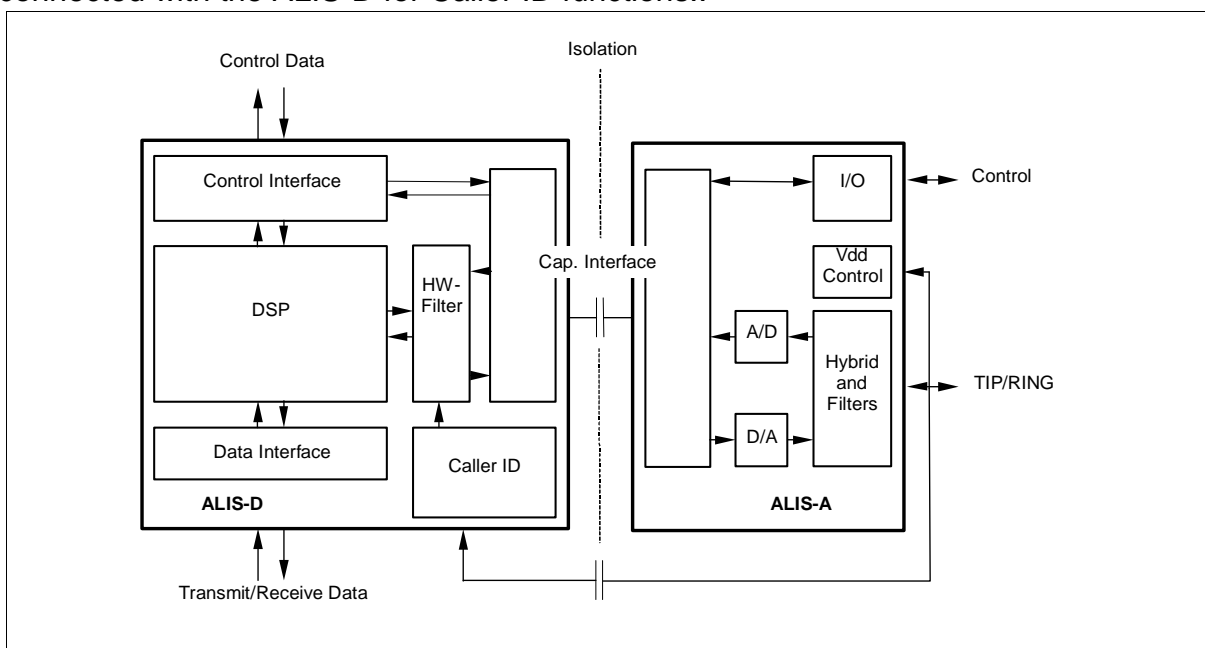 connected with the ALIS-D for Caller ID functions..
Control Data
Isolation
Control Interface
I/O
Control
Cap. Interface
Vdd
Control
HW-
Filter
DSP
A/D
Hybrid
and
Filters
TIP/RING
D/A
Data Interface
Caller ID
ALIS-D
ALIS-A
Transmit/Receive Data